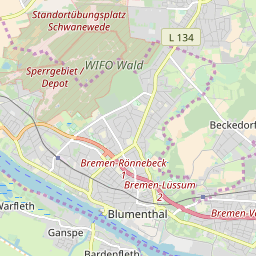 Standortübungsplatz
Schwanewede
L 134
WIFO Wald
Sperrgebiet /
Depot
Beckedorf
Bremen-Rönnebeck
1
Bremen-Lussum
2
Blumenthal
Bremen-V
Warfleth
Ganspe
Bardenfleth